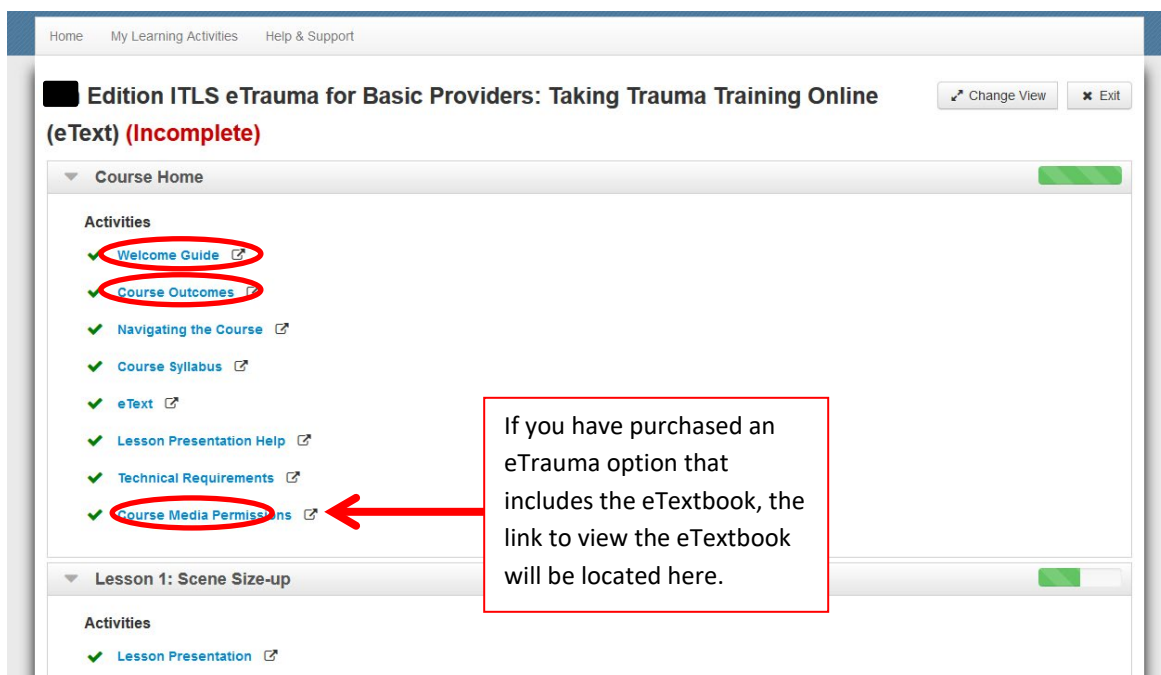 Home My Learning Activities Help & Support
Edition ITLS eTrauma for Basic Providers: Taking Trauma Training Online
Change View
Exit
(eText) (Incomplete)
Course Home
Activities
Welcome Guide
Course Outcomes
Navigating the Course
Course Syllabus
eText
Lesson Presentation Help
Technical Requirements
Course Media Permissions
If you have purchased an
eTrauma option that
includes the eTextbook, the
link to view the eTextbook
will be located here.
Lesson 1: Scene Size-up
Activities
Lesson Presentation